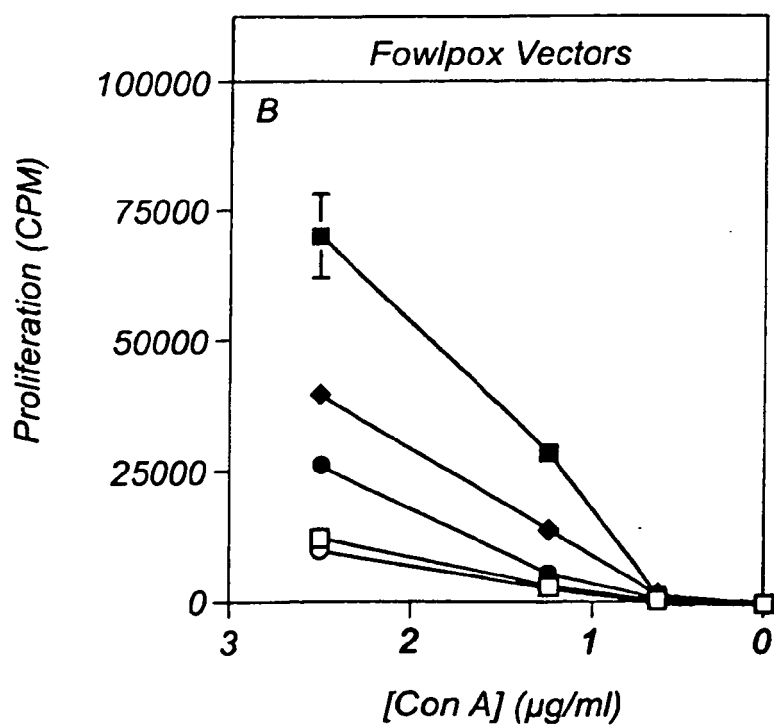 Fowlpox Vectors
B
100000
75000
50000
25000
0
Proliferation (CPM)
3 2 1 0
[Con A] (µg/ml)